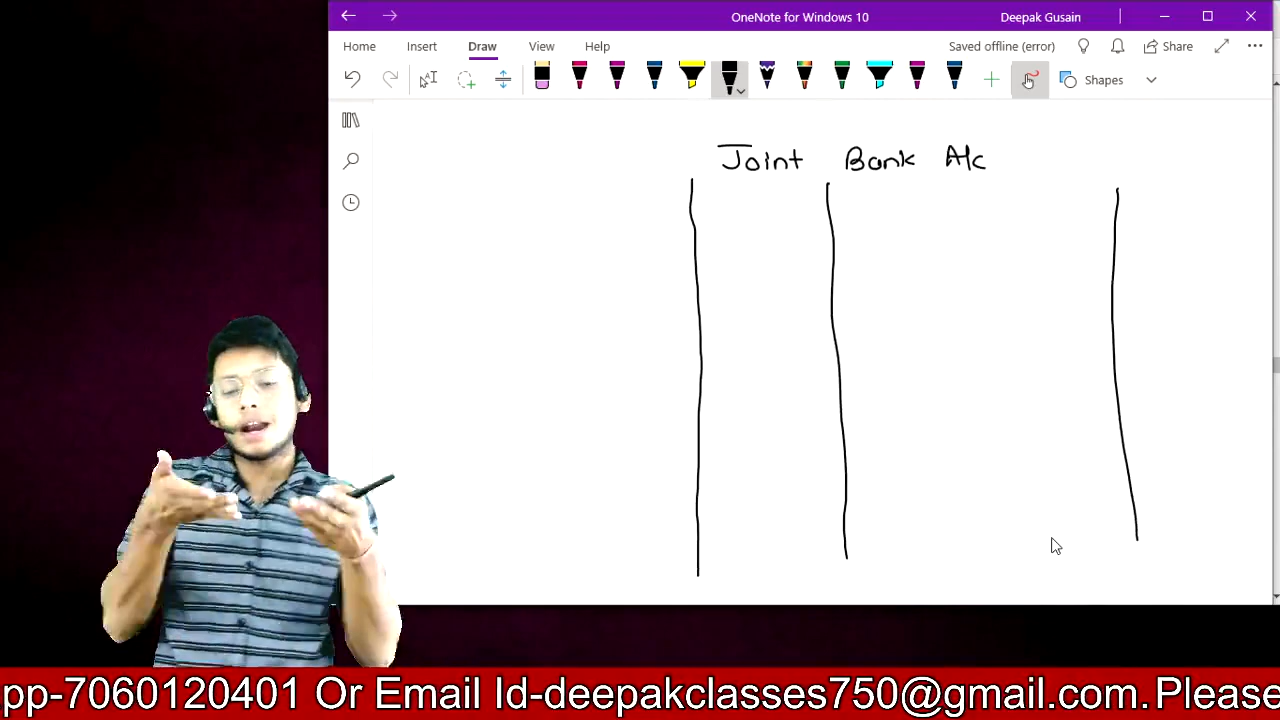 OneNote for Windows 10
Deepak Gusain
Home Insert Draw View Help
Saved offline (error)
Share
Shapes
Joint Bank A/c
pp-7060120401 Or Email Id-deepakclasses750@gmail.com. Please